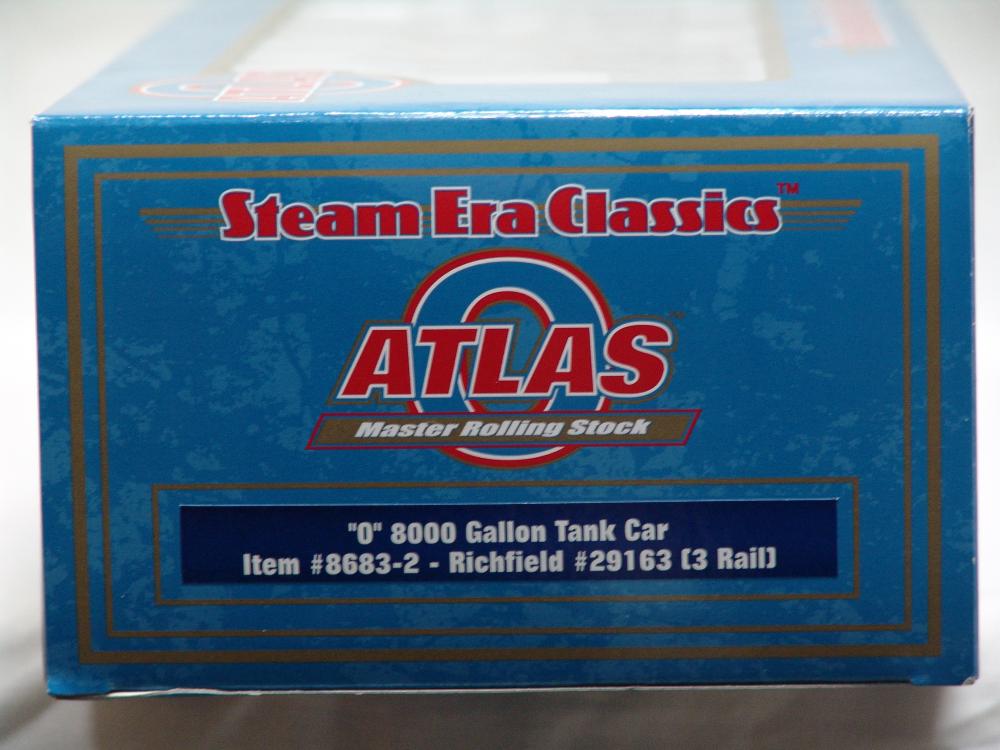 Steam Era Classics™
ATLAS
Master Rolling Stock
"O" 8000 Gallon Tank Car
Item #8683-2 - Richfield #29163 (3 Rail)